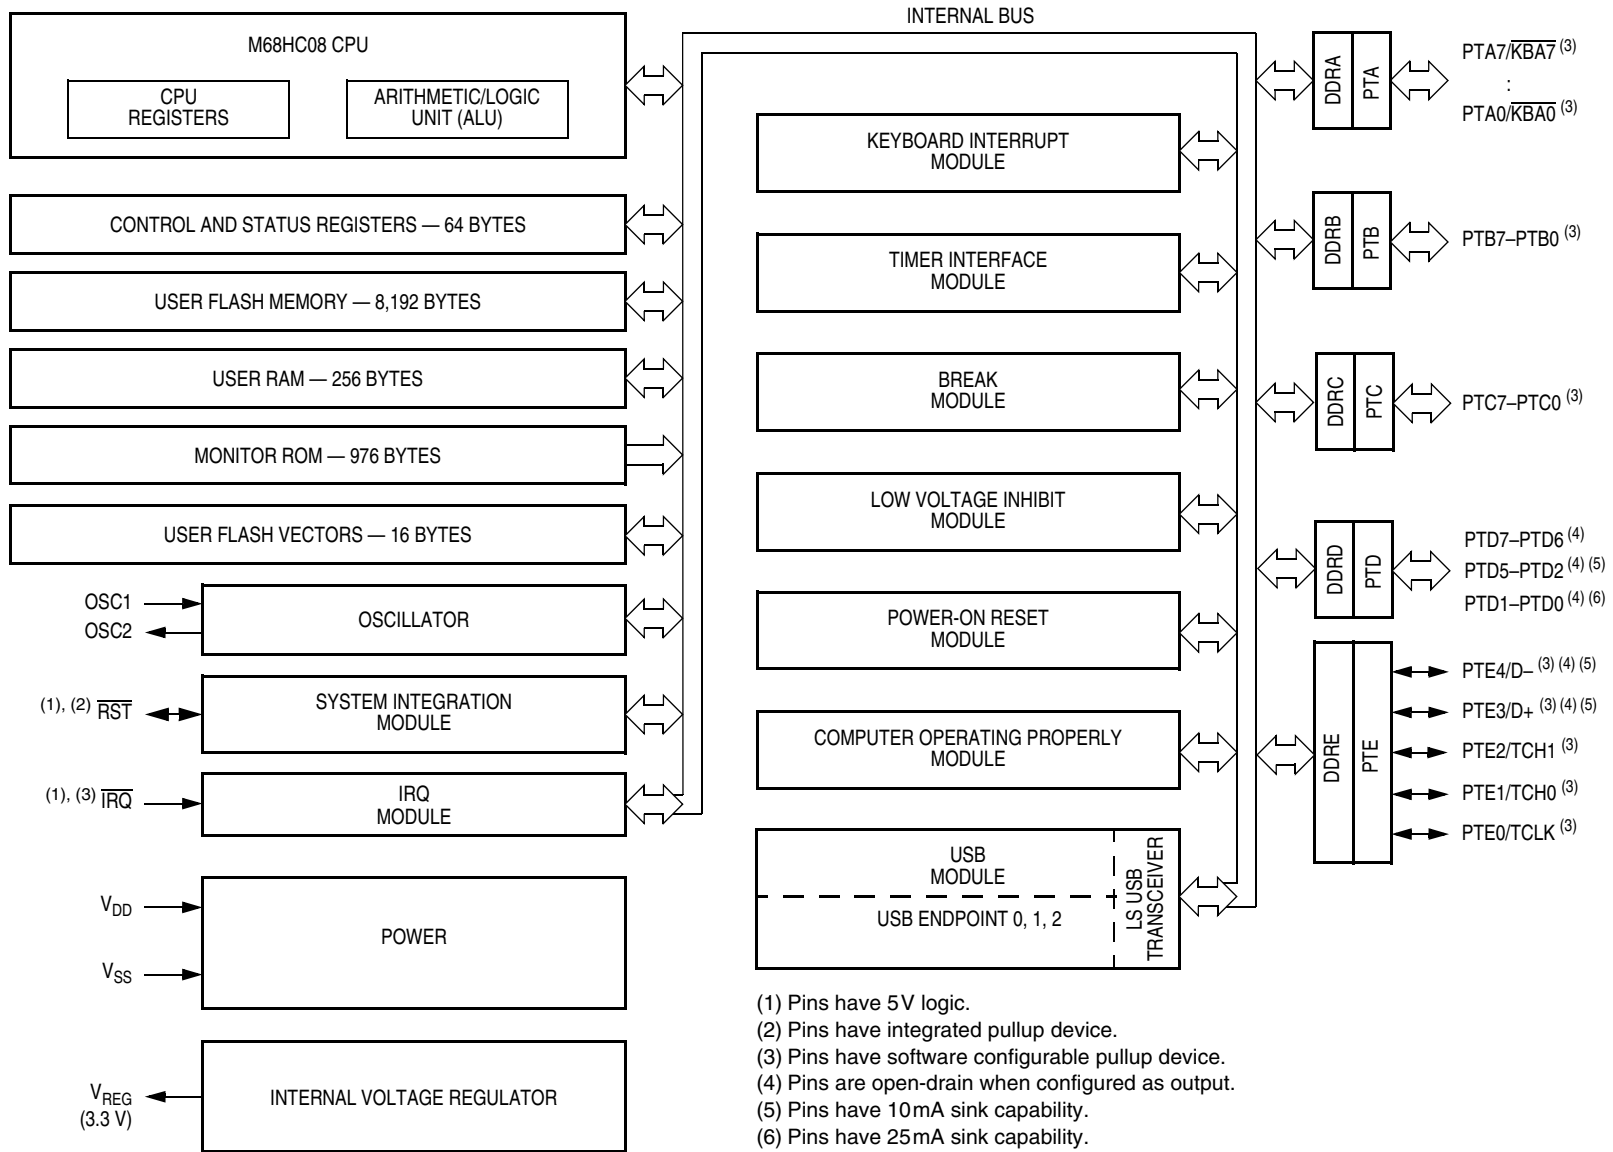 INTERNAL BUS
M68HC08 CPU
CPU
REGISTERS
ARITHMETIC/LOGIC
UNIT (ALU)
CONTROL AND STATUS REGISTERS — 64 BYTES
USER FLASH MEMORY — 8,192 BYTES
USER RAM — 256 BYTES
MONITOR ROM — 976 BYTES
USER FLASH VECTORS — 16 BYTES
OSC1
OSC2
OSCILLATOR
(1), (2) R̅S̅T̅
SYSTEM INTEGRATION
MODULE
(1), (3) I̅R̅Q̅
IRQ
MODULE
VDD
VSS
POWER
VREG
(3.3 V)
INTERNAL VOLTAGE REGULATOR
KEYBOARD INTERRUPT
MODULE
TIMER INTERFACE
MODULE
BREAK
MODULE
LOW VOLTAGE INHIBIT
MODULE
POWER-ON RESET
MODULE
COMPUTER OPERATING PROPERLY
MODULE
USB
MODULE
USB ENDPOINT 0, 1, 2
LS USB
TRANSCEIVER
DDRA
PTA
PTA7/K̅B̅A̅7̅ (3)
:
PTA0/K̅B̅A̅0̅ (3)
DDRB
PTB
PTB7–PTB0 (3)
DDRC
PTC
PTC7–PTC0 (3)
DDRD
PTD
PTD7–PTD6 (4)
PTD5–PTD2 (4) (5)
PTD1–PTD0 (4) (6)
DDRE
PTE
PTE4/D– (3) (4) (5)
PTE3/D+ (3) (4) (5)
PTE2/TCH1 (3)
PTE1/TCH0 (3)
PTE0/TCLK (3)
(1) Pins have 5V logic.
(2) Pins have integrated pullup device.
(3) Pins have software configurable pullup device.
(4) Pins are open-drain when configured as output.
(5) Pins have 10mA sink capability.
(6) Pins have 25mA sink capability.